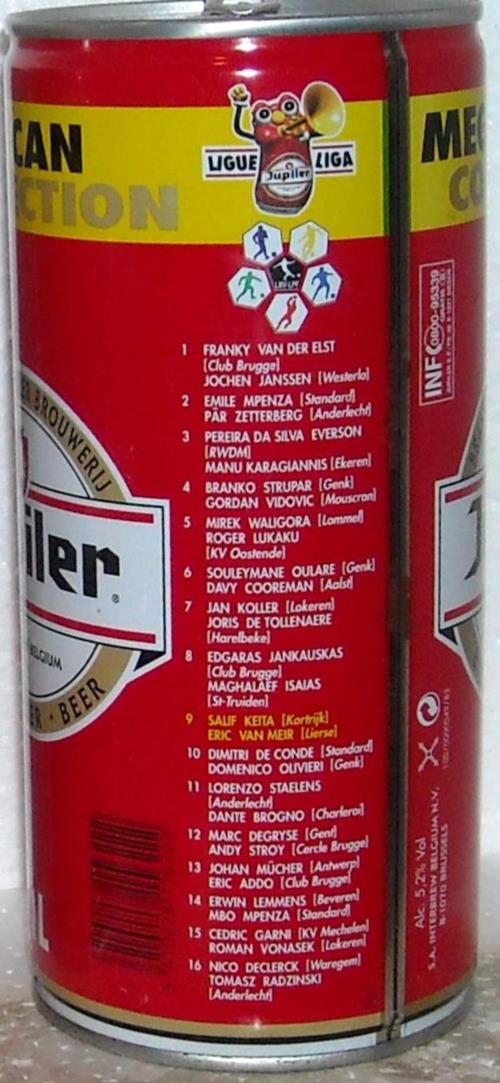 CAN
CTION
LIGUE Jupiler LIGA
LBV-LPF
1 FRANKY VAN DER ELST
[Club Brugge]
JOCHEN JANSSEN [Westerlo]
2 EMILE MPENZA [Standard]
PÄR ZETTERBERG [Anderlecht]
3 PEREIRA DA SILVA EVERSON
[RWDM]
MANU KARAGIANNIS [Ekeren]
4 BRANKO STRUPAR [Genk]
GORDAN VIDOVIC [Mouscron]
5 MIREK WALIGORA [Lommel]
ROGER LUKAKU
[KV Oostende]
6 SOULEYMANE OULARE [Genk]
DAVY COOREMAN [Aalst]
7 JAN KOLLER [Lokeren]
JORIS DE TOLLENAERE
[Harelbeke]
8 EDGARAS JANKAUSKAS
[Club Brugge]
MAGHALAEF ISAIAS
[St-Truiden]
9 SALIF KEITA [Kortrijk]
ERIC VAN MEIR [Lierse]
10 DIMITRI DE CONDE [Standard]
DOMENICO OLIVIERI [Genk]
11 LORENZO STAELENS
[Anderlecht]
DANTE BROGNO [Charleroi]
12 MARC DEGRYSE [Gent]
ANDY STROY [Cercle Brugge]
13 JOHAN MÜCHER [Antwerp]
ERIC ADDO [Club Brugge]
14 ERWIN LEMMENS [Beveren]
MBO MPENZA [Standard]
15 CEDRIC GARNI [KV Mechelen]
ROMAN VONASEK [Lokeren]
16 NICO DECLERCK [Waregem]
TOMASZ RADZINSKI
[Anderlecht]
BROUWERIJ
iler
BELGIUM
BEER
L
ME
CO
INFO 0800-95339
Alc. 5,2% Vol
S.A. INTERBREW BELGIUM N.V.
B-1070 BRUSSELS